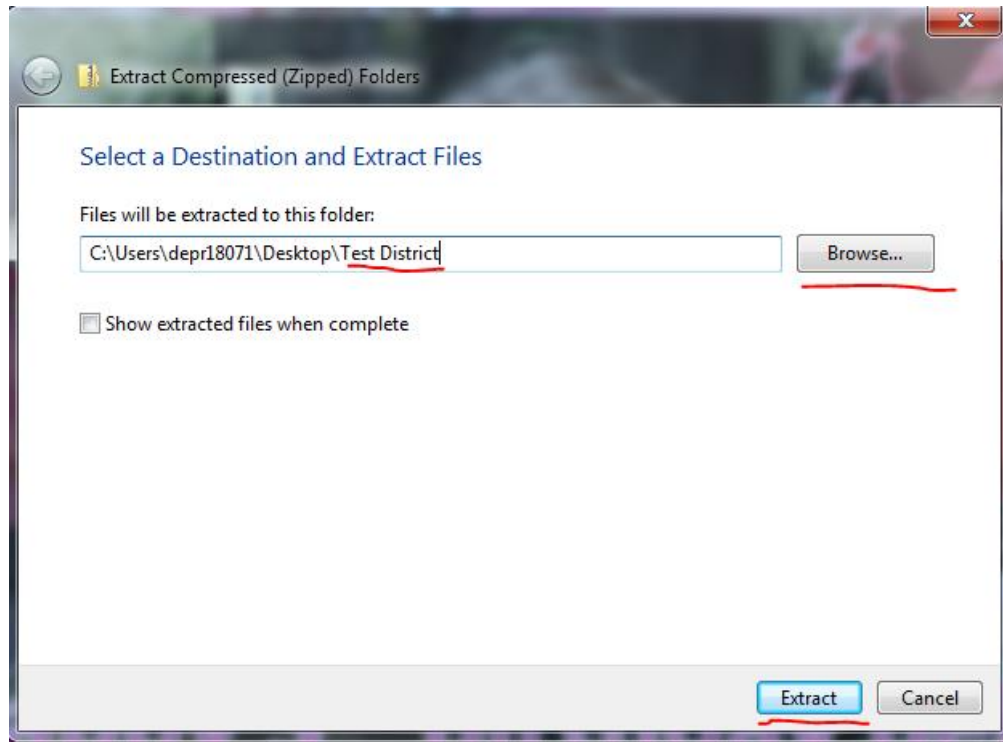 Extract Compressed (Zipped) Folders
Select a Destination and Extract Files
Files will be extracted to this folder:
C:\Users\depr18071\Desktop\Test District
Browse...
Show extracted files when complete
Extract
Cancel